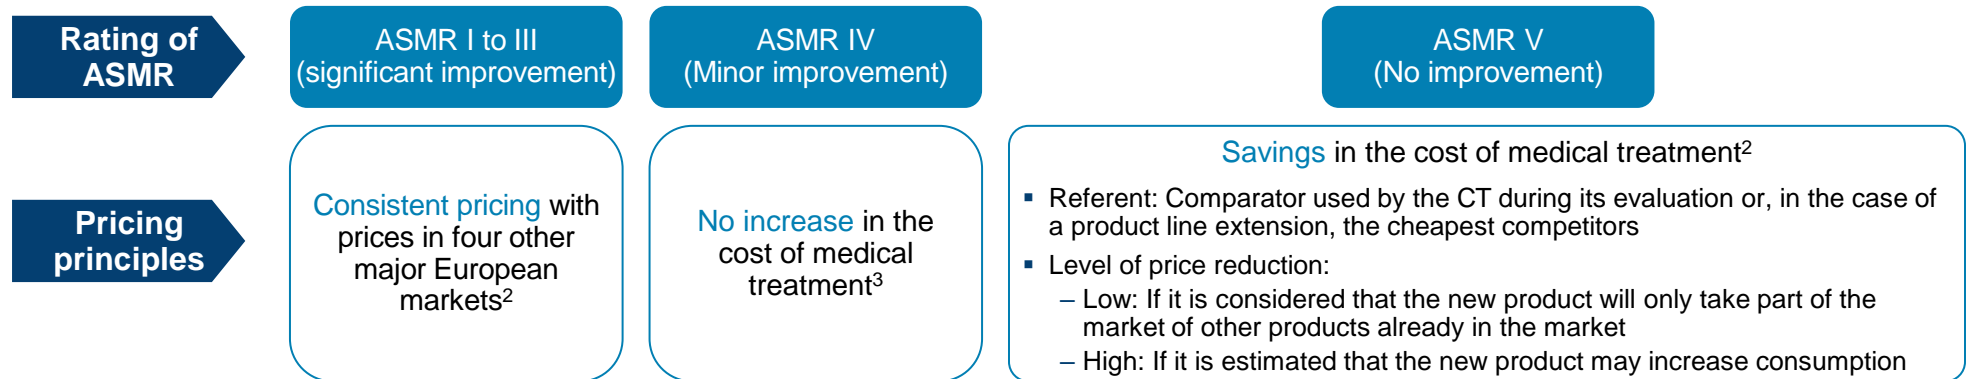 Rating of
ASMR
ASMR I to III
(significant improvement)
ASMR IV
(Minor improvement)
ASMR V
(No improvement)
Pricing
principles
Consistent pricing with
prices in four other
major European
markets2
No increase in the
cost of medical
treatment3
Savings in the cost of medical treatment2
▪ Referent: Comparator used by the CT during its evaluation or, in the case of
a product line extension, the cheapest competitors
▪ Level of price reduction:
– Low: If it is considered that the new product will only take part of the
market of other products already in the market
– High: If it is estimated that the new product may increase consumption